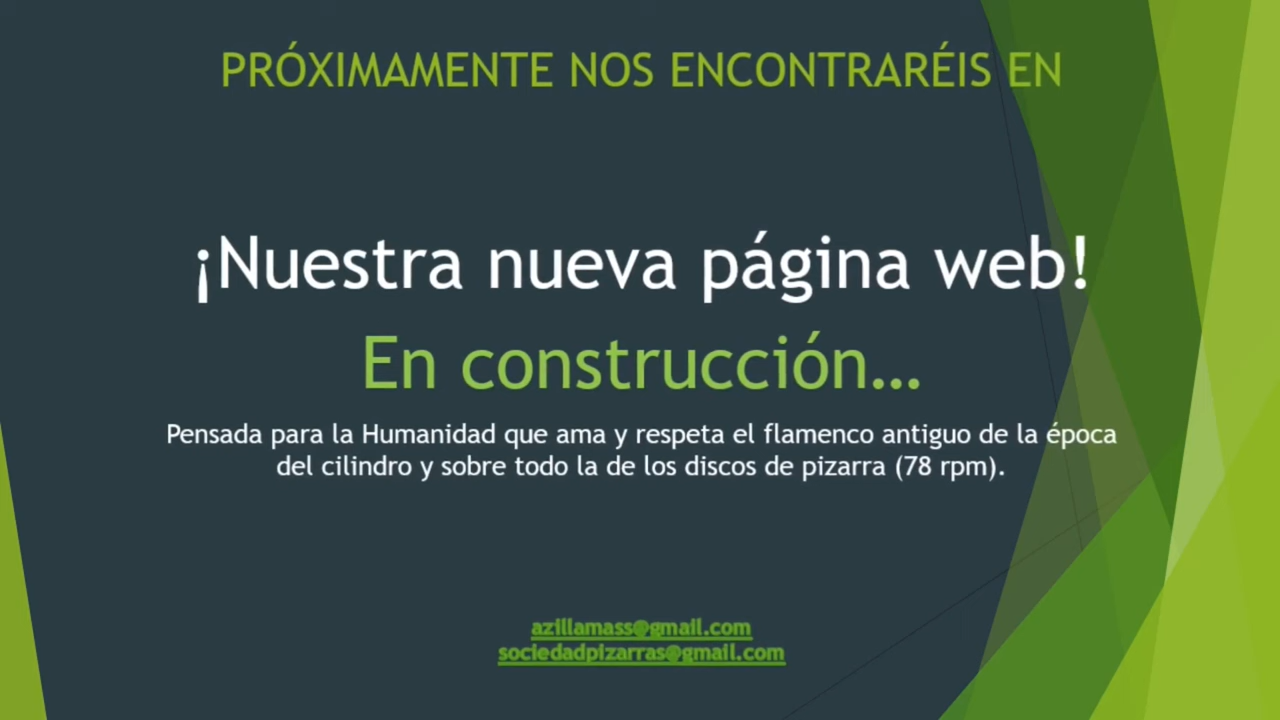 PRÓXIMAMENTE NOS ENCONTRARÉIS EN
¡Nuestra nueva página web!
En construcción...
Pensada para la Humanidad que ama y respeta el flamenco antiguo de la época
del cilindro y sobre todo la de los discos de pizarra (78 rpm).
azillamass@gmail.com
sociedadpizarras@gmail.com